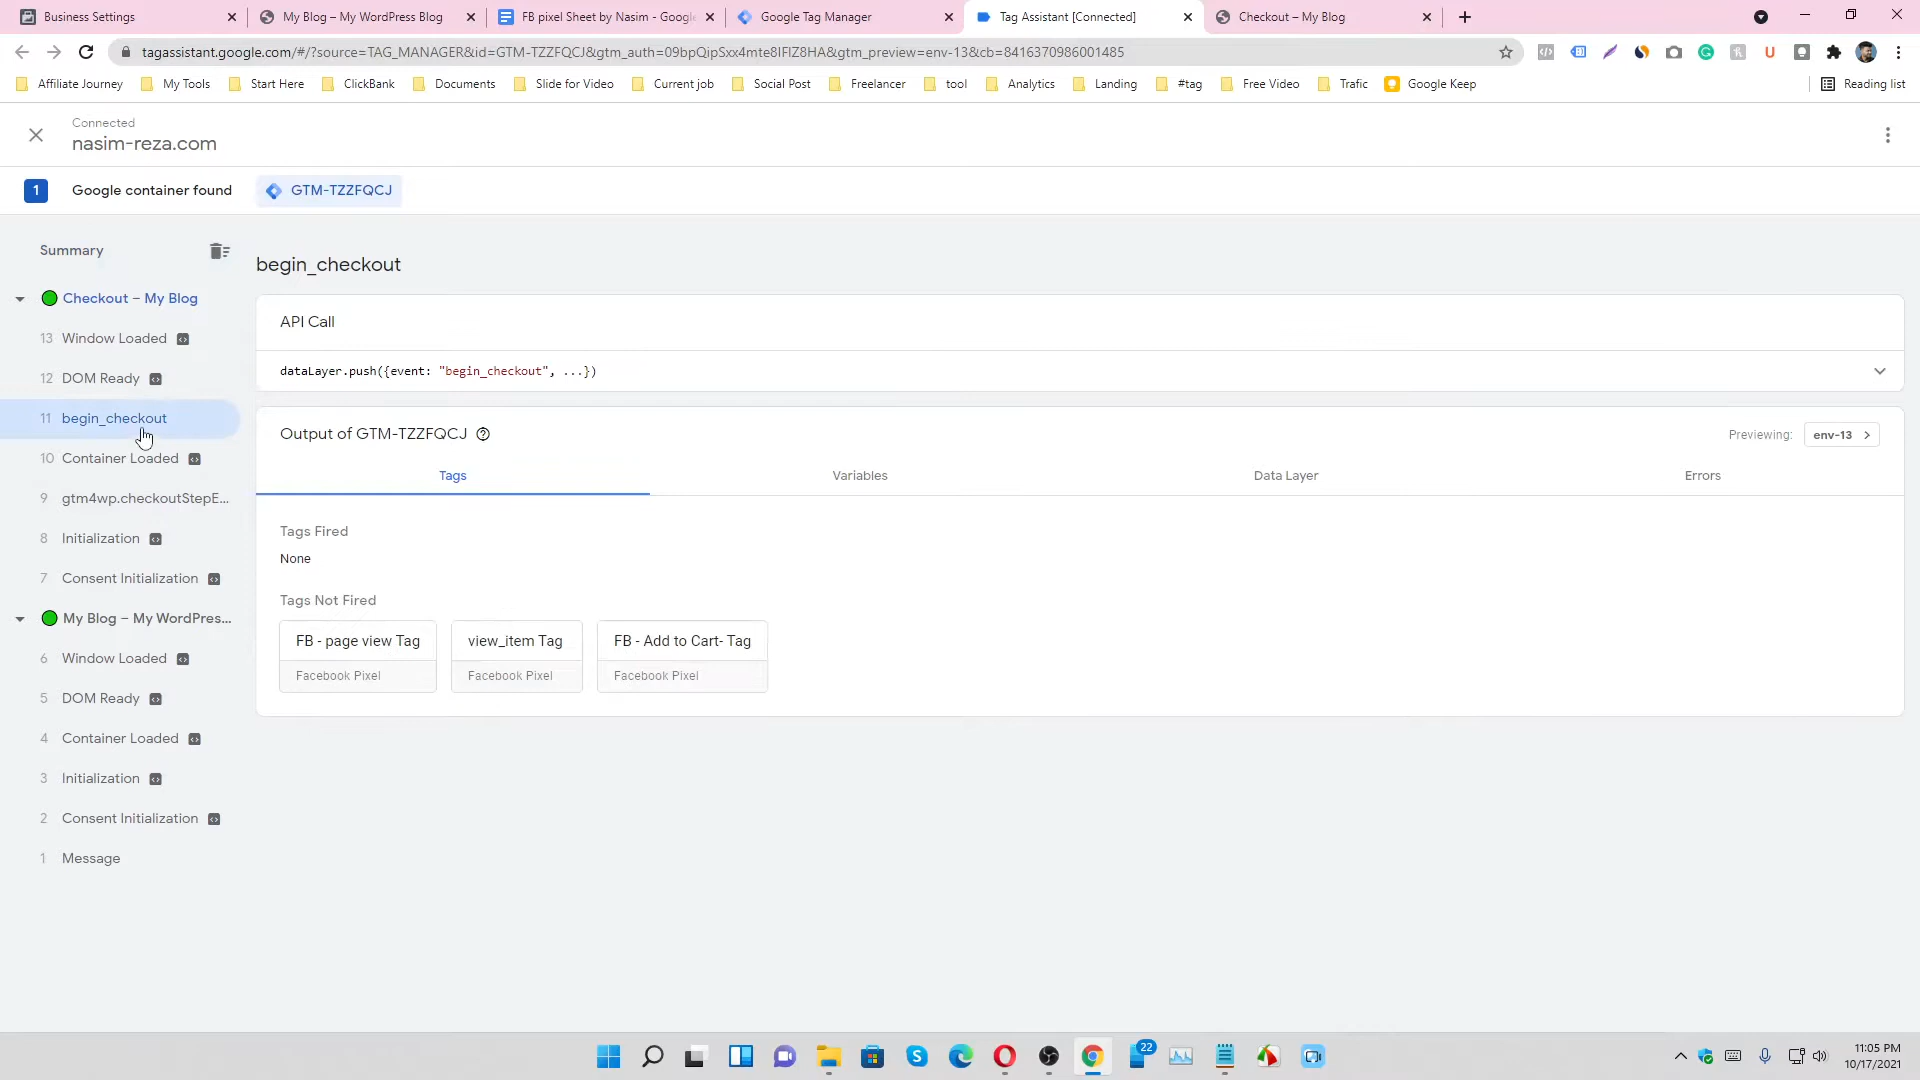 Business Settings
My Blog – My WordPress Blog
FB pixel Sheet by Nasim - Google
Google Tag Manager
Tag Assistant [Connected]
Checkout – My Blog
tagassistant.google.com/#/?source=TAG_MANAGER&id=GTM-TZZFQCJ&gtm_auth=09bpQipSxx4mte8IFIZ8HA&gtm_preview=env-13&cb=8416370986001485
Affiliate Journey
My Tools
Start Here
ClickBank
Documents
Slide for Video
Current job
Social Post
Freelancer
tool
Analytics
Landing
#tag
Free Video
Trafic
Google Keep
Reading list
Connected
nasim-reza.com
1
Google container found
GTM-TZZFQCJ
Summary
Checkout – My Blog
13 Window Loaded
12 DOM Ready
11 begin_checkout
10 Container Loaded
9 gtm4wp.checkoutStepE...
8 Initialization
7 Consent Initialization
My Blog – My WordPres...
6 Window Loaded
5 DOM Ready
4 Container Loaded
3 Initialization
2 Consent Initialization
1 Message
begin_checkout
API Call
dataLayer.push({event: "begin_checkout", ...})
Output of GTM-TZZFQCJ
Previewing:
env-13
Tags
Variables
Data Layer
Errors
Tags Fired
None
Tags Not Fired
FB - page view Tag
Facebook Pixel
view_item Tag
Facebook Pixel
FB - Add to Cart- Tag
Facebook Pixel
22
11:05 PM
10/17/2021